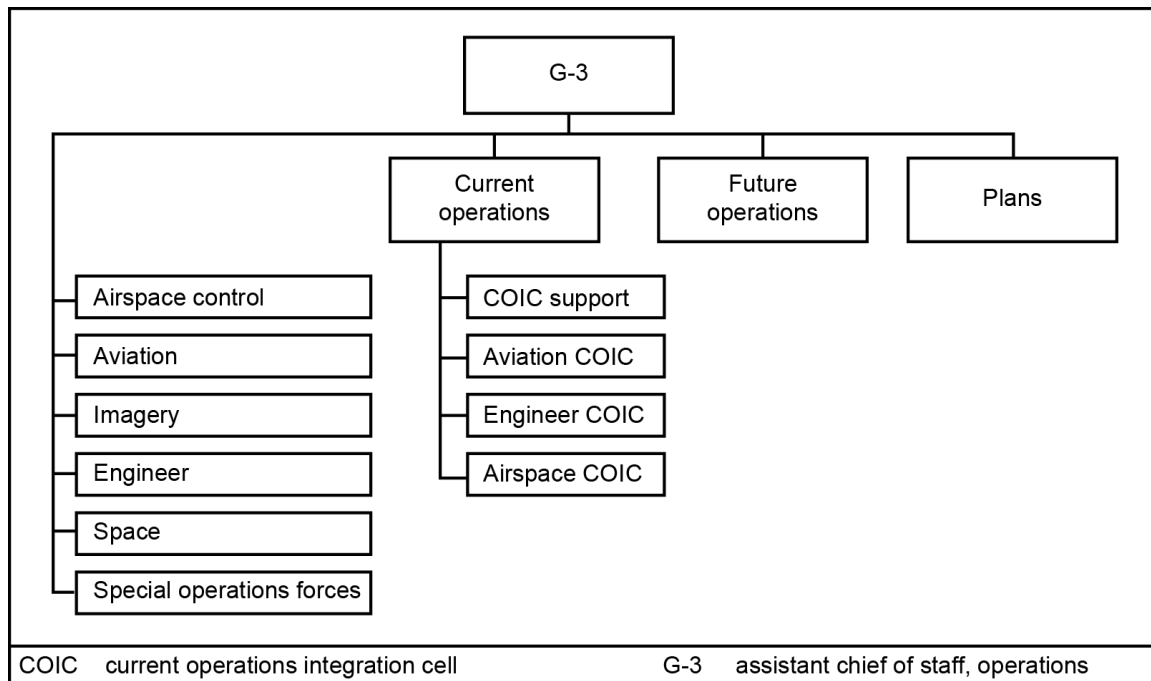 G-3
Current
operations
Future
operations
Plans
Airspace control
Aviation
Imagery
Engineer
Space
Special operations forces
COIC support
Aviation COIC
Engineer COIC
Airspace COIC
COIC current operations integration cell
G-3 assistant chief of staff, operations